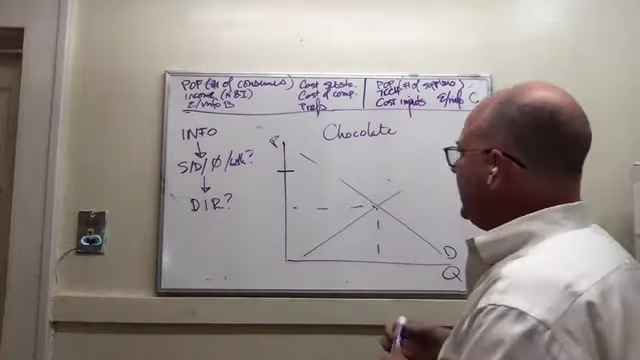 POP (# of consumers) Cost substs.
Income (NBI) Cost of comp.
E/info B Prefs
POP (# of suppliers)
TECH
Cost inputs E/info C
INFO
S/D/Ø/both?
DIR?
Chocolate
P
D
Q